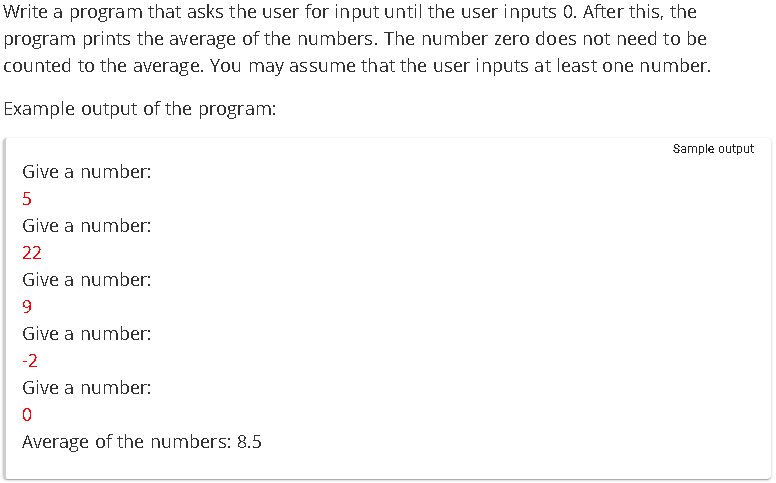 Write a program that asks the user for input until the user inputs 0. After this, the
program prints the average of the numbers. The number zero does not need to be
counted to the average. You may assume that the user inputs at least one number.
Example output of the program:
Sample output
Give a number:
5
Give a number:
22
Give a number:
9
Give a number:
-2
Give a number:
0
Average of the numbers: 8.5